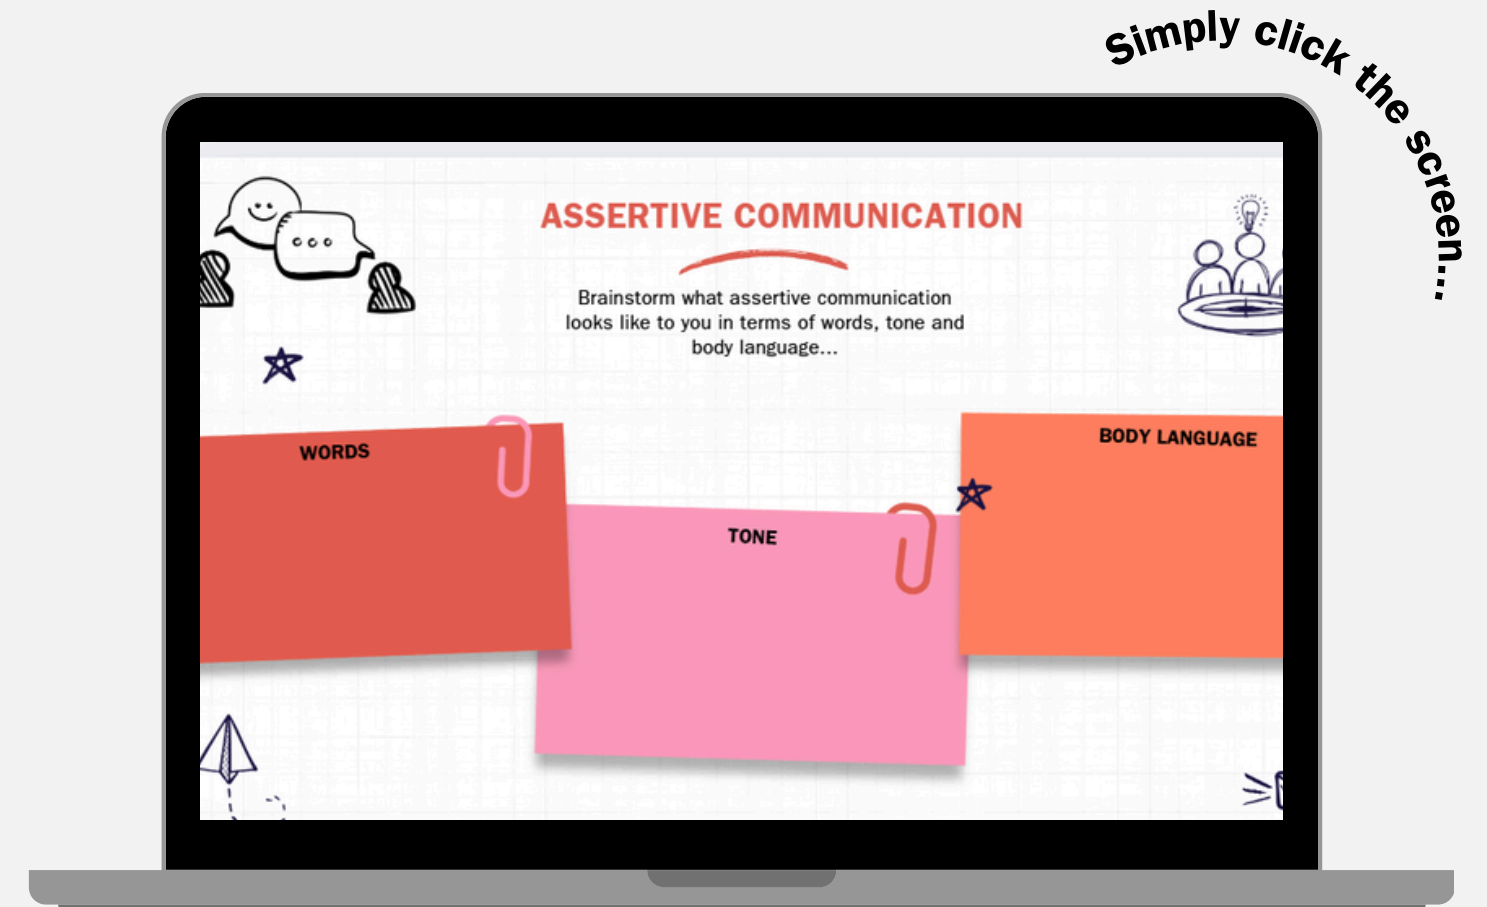 Simply click the screen...
ASSERTIVE COMMUNICATION
Brainstorm what assertive communication
looks like to you in terms of words, tone and
body language...
WORDS
TONE
BODY LANGUAGE